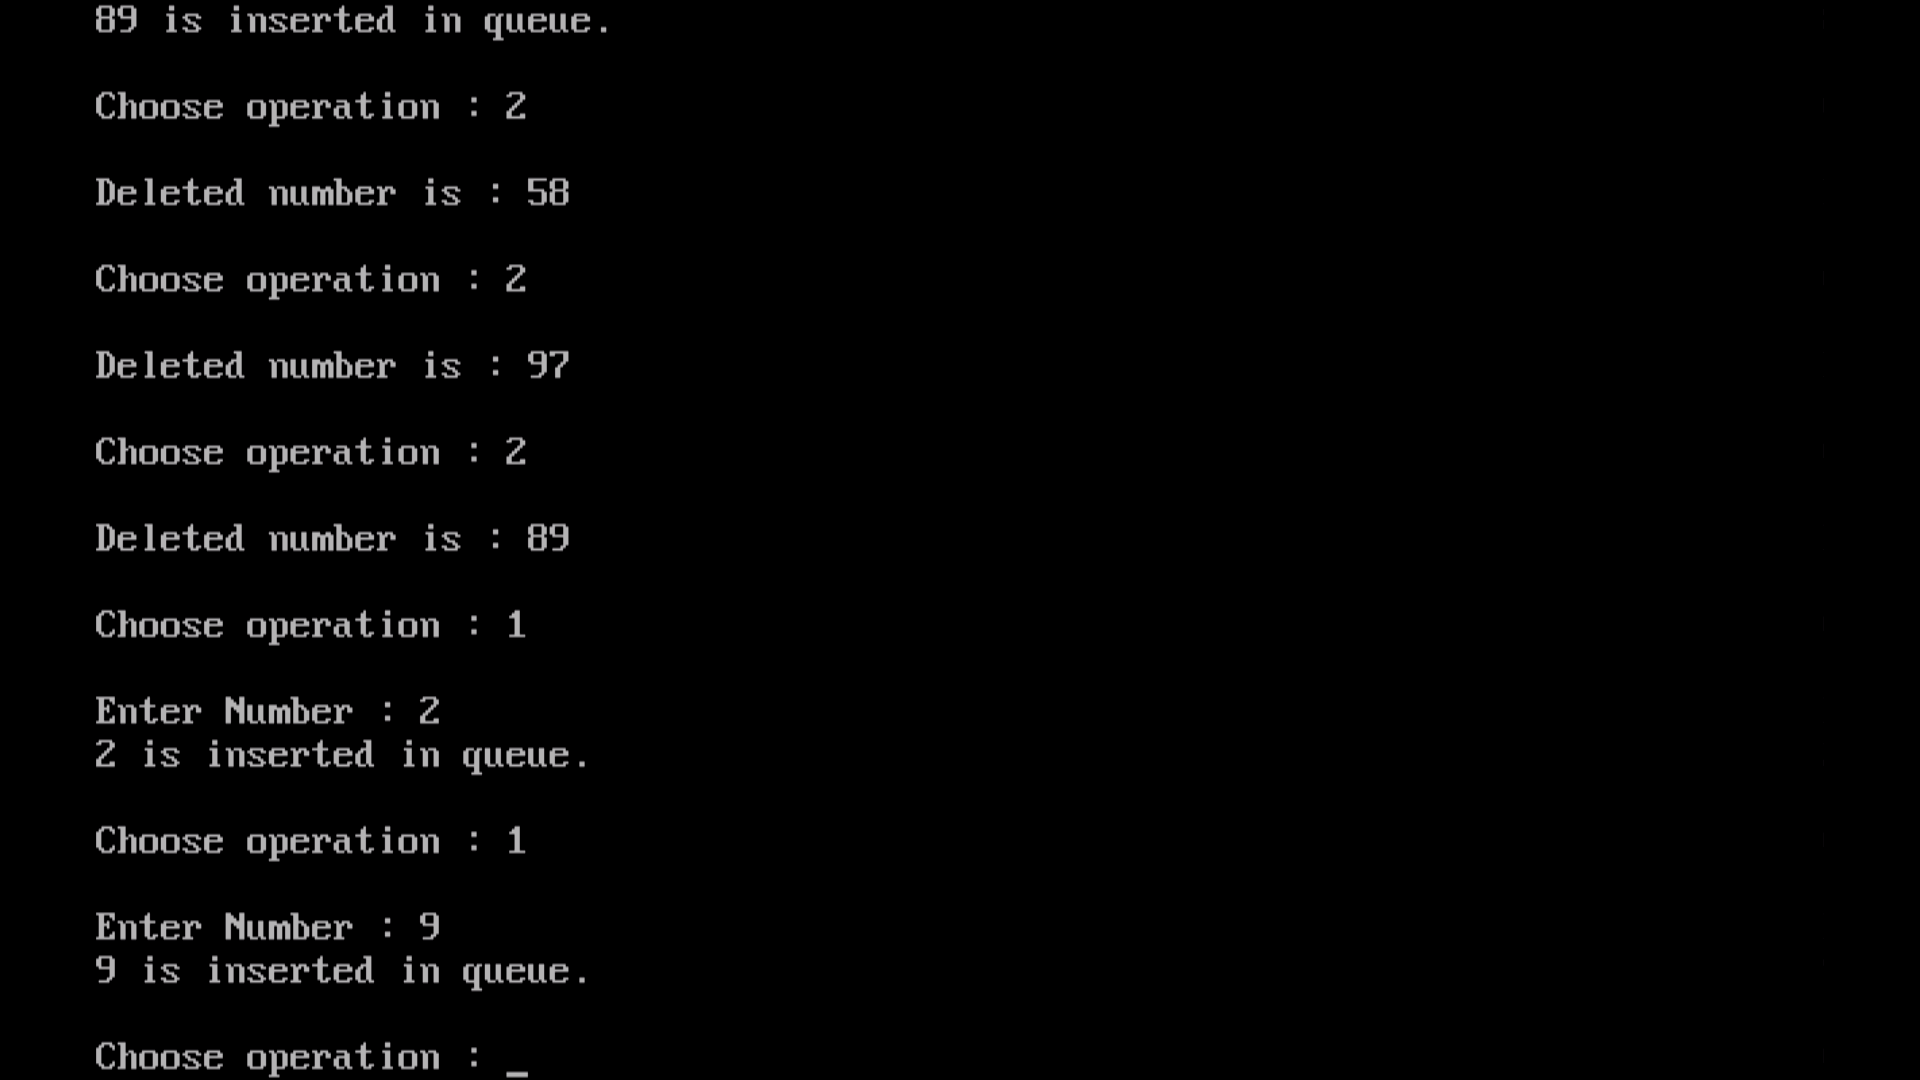 89 is inserted in queue.
Choose operation : 2
Deleted number is : 58
Choose operation : 2
Deleted number is : 97
Choose operation : 2
Deleted number is : 89
Choose operation : 1
Enter Number : 2
2 is inserted in queue.
Choose operation : 1
Enter Number : 9
9 is inserted in queue.
Choose operation : _